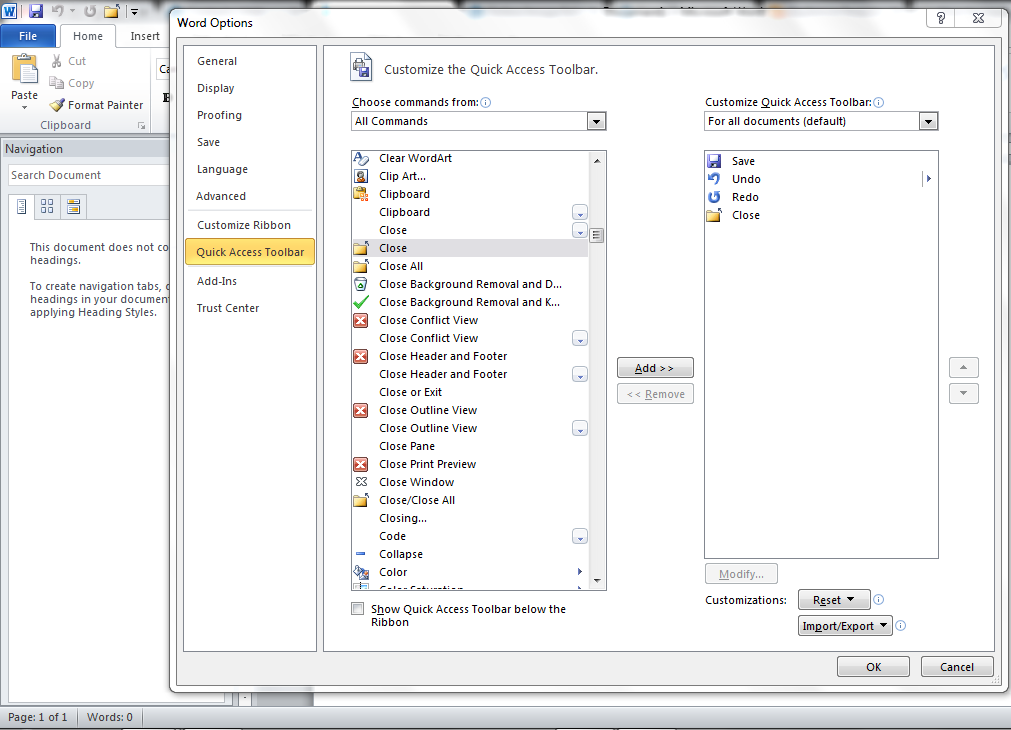 Word Options
File
Home
Insert
Paste
Cut
Copy
Format Painter
Clipboard
Navigation
Search Document
This document does not co
headings.
To create navigation tabs, c
headings in your documen
applying Heading Styles.
General
Display
Proofing
Save
Language
Advanced
Customize Ribbon
Quick Access Toolbar
Add-Ins
Trust Center
Customize the Quick Access Toolbar.
Choose commands from:
All Commands
Clear WordArt
Clip Art...
Clipboard
Clipboard
Close
Close
Close All
Close Background Removal and D...
Close Background Removal and K...
Close Conflict View
Close Conflict View
Close Header and Footer
Close Header and Footer
Close or Exit
Close Outline View
Close Outline View
Close Pane
Close Print Preview
Close Window
Close/Close All
Closing...
Code
Collapse
Color
Color Saturation
Show Quick Access Toolbar below the
Ribbon
Add >>
<< Remove
Customize Quick Access Toolbar:
For all documents (default)
Save
Undo
Redo
Close
Modify...
Customizations:
Reset
Import/Export
OK
Cancel
Page: 1 of 1
Words: 0